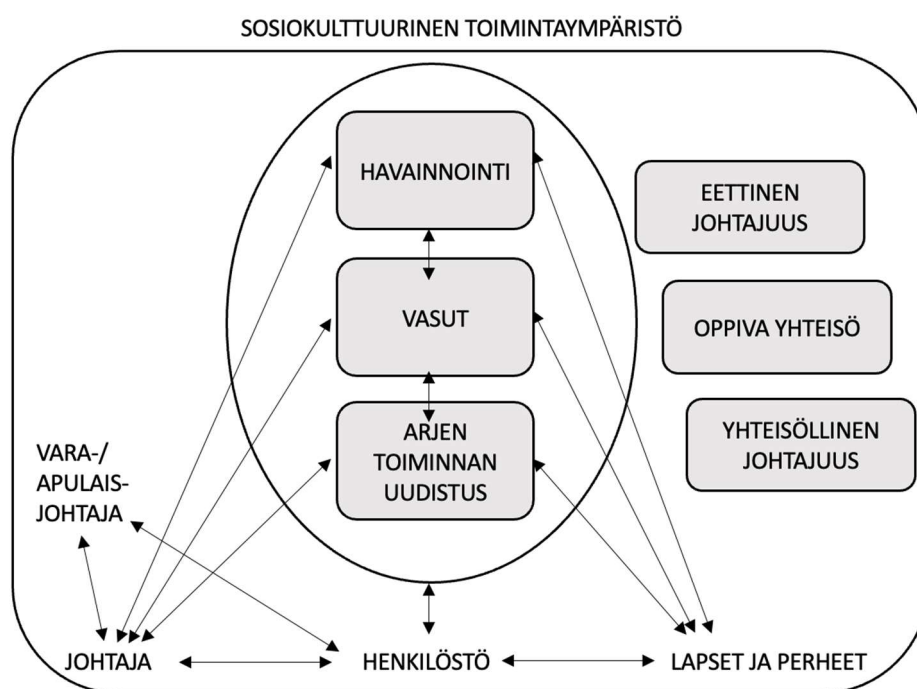 SOSIOKULTTUURINEN TOIMINTAYMPÄRISTÖ
HAVAINNOINTI
VASUT
ARJEN
TOIMINNAN
UUDISTUS
EETTINEN
JOHTAJUUS
OPPIVA YHTEISÖ
YHTEISÖLLINEN
JOHTAJUUS
VARA-/
APULAIS-
JOHTAJA
JOHTAJA
HENKILÖSTÖ
LAPSET JA PERHEET